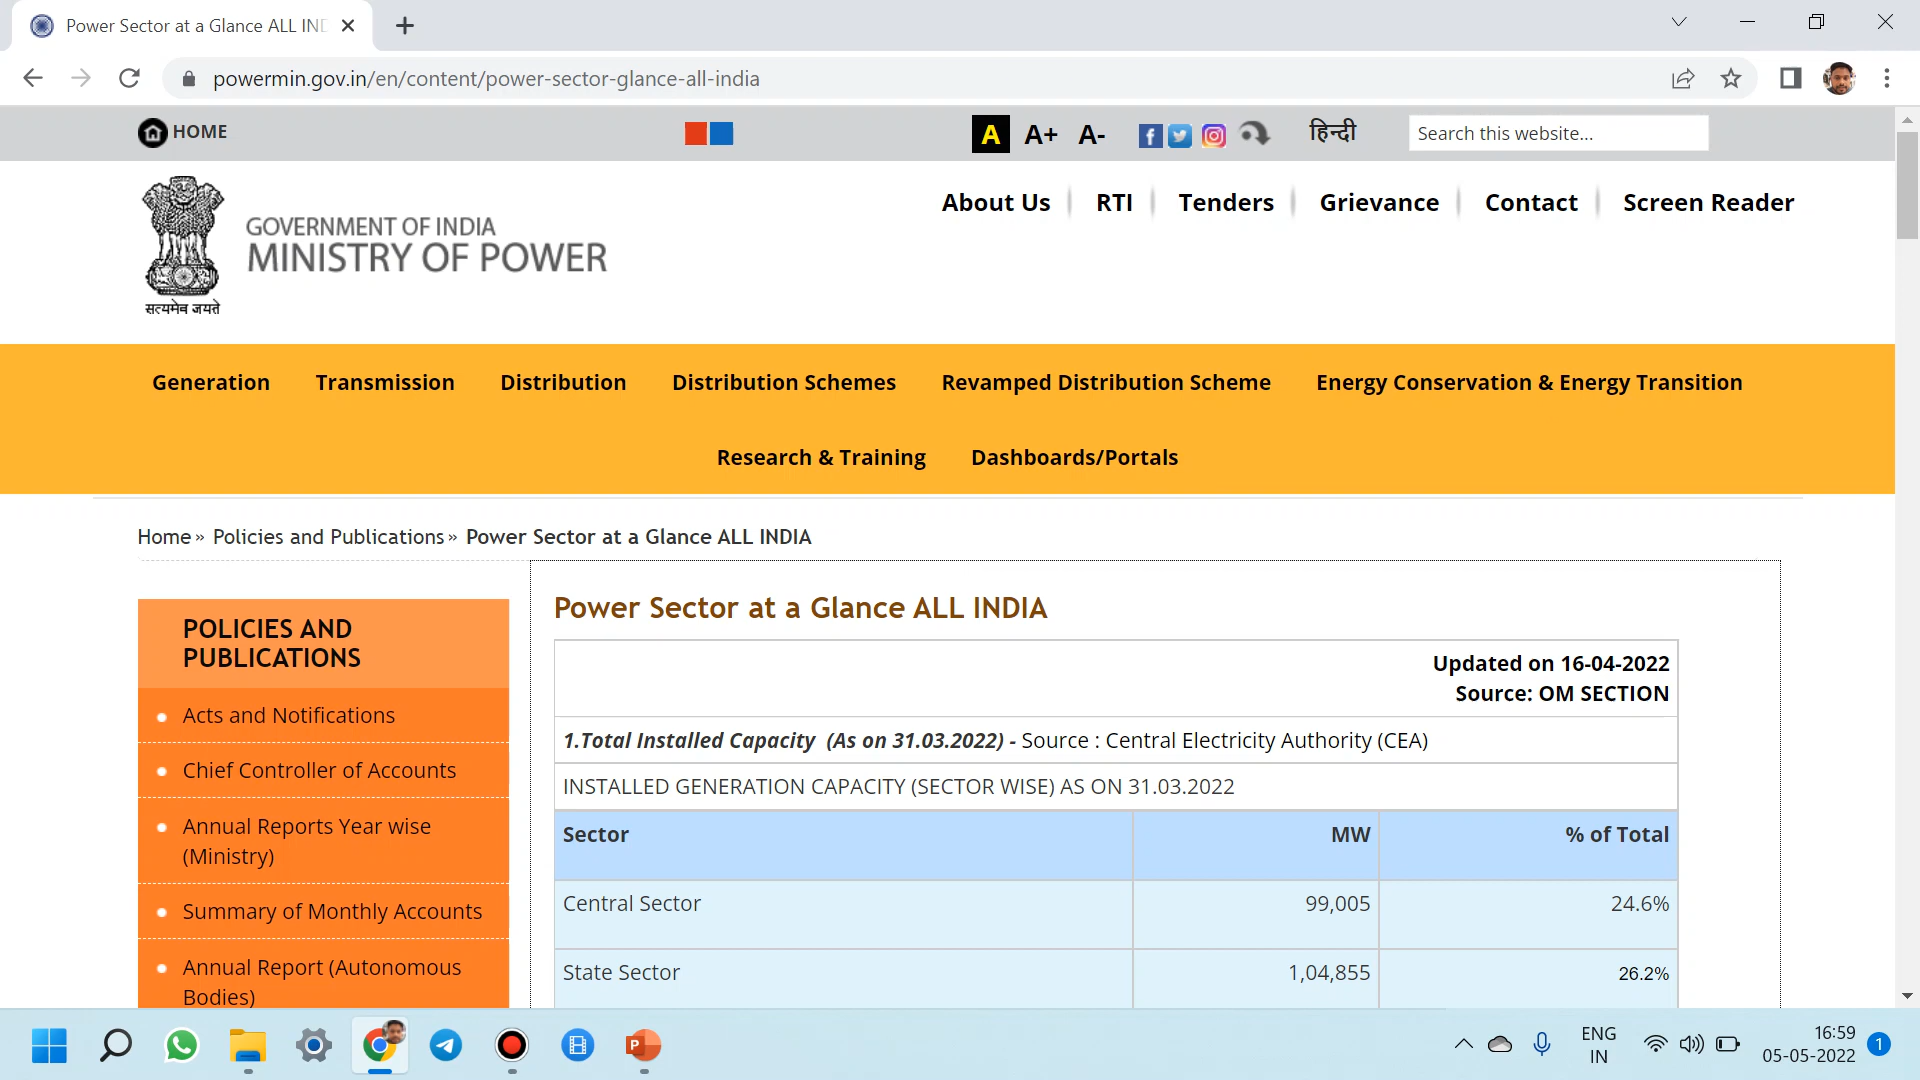 Power Sector at a Glance ALL IND
powermin.gov.in/en/content/power-sector-glance-all-india
HOME
A A+ A-
हिन्दी
Search this website...
About Us
RTI
Tenders
Grievance
Contact
Screen Reader
GOVERNMENT OF INDIA
MINISTRY OF POWER
सत्यमेव जयते
Generation
Transmission
Distribution
Distribution Schemes
Revamped Distribution Scheme
Energy Conservation & Energy Transition
Research & Training
Dashboards/Portals
Home » Policies and Publications » Power Sector at a Glance ALL INDIA
POLICIES AND
PUBLICATIONS
Acts and Notifications
Chief Controller of Accounts
Annual Reports Year wise
(Ministry)
Summary of Monthly Accounts
Annual Report (Autonomous
Bodies)
Power Sector at a Glance ALL INDIA
Updated on 16-04-2022
Source: OM SECTION
1.Total Installed Capacity (As on 31.03.2022) - Source : Central Electricity Authority (CEA)
INSTALLED GENERATION CAPACITY (SECTOR WISE) AS ON 31.03.2022
Sector MW % of Total
Central Sector 99,005 24.6%
State Sector 1,04,855 26.2%
ENG
IN
16:59
05-05-2022
1